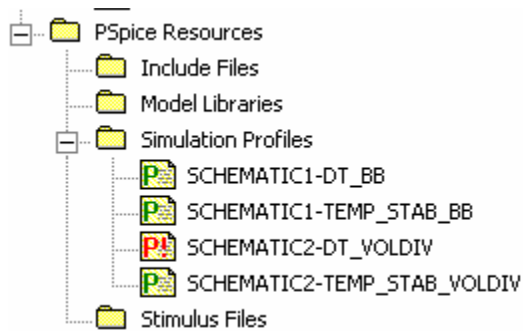 PSpice Resources
Include Files
Model Libraries
Simulation Profiles
SCHEMATIC1-DT_BB
SCHEMATIC1-TEMP_STAB_BB
SCHEMATIC2-DT_VOLDIV
SCHEMATIC2-TEMP_STAB_VOLDIV
Stimulus Files